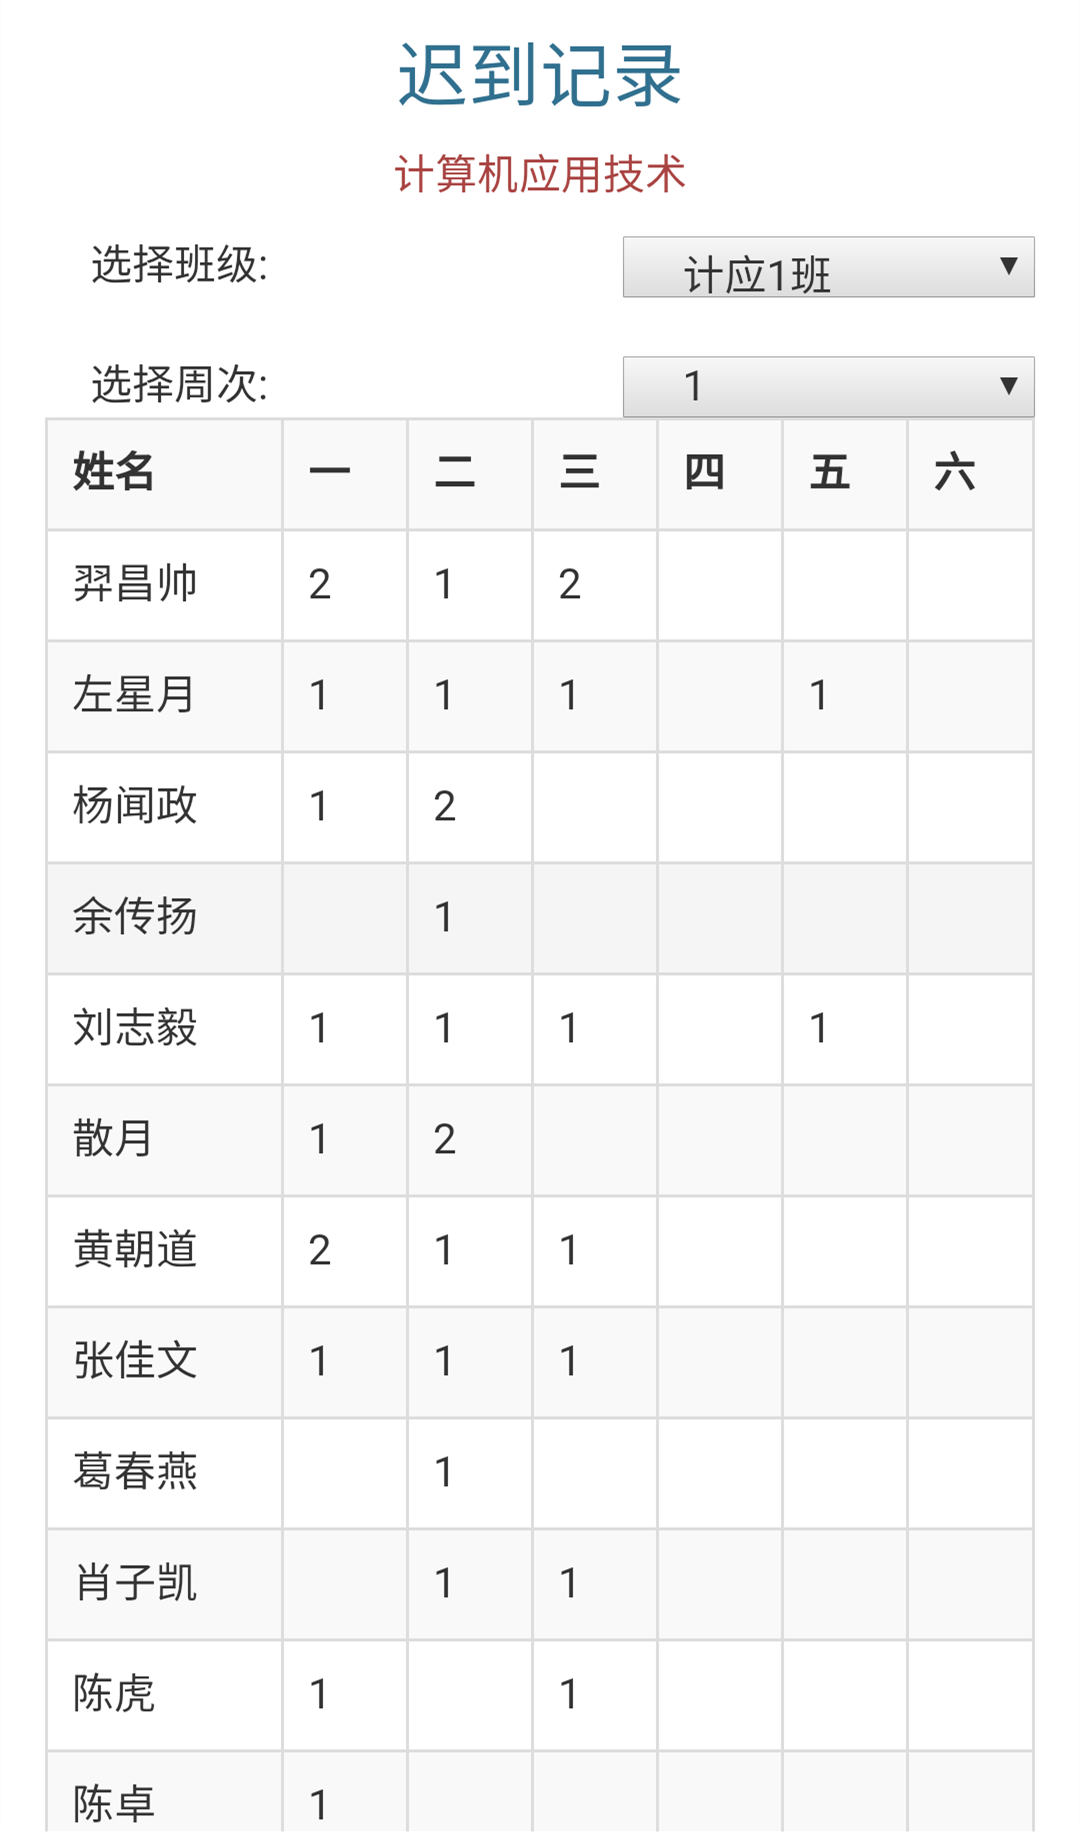 迟到记录
计算机应用技术
选择班级: 计应1班 ▼
选择周次: 1 ▼
姓名 一 二 三 四 五 六
羿昌帅 2 1 2
左星月 1 1 1 1
杨闻政 1 2
余传扬 1
刘志毅 1 1 1 1
散月 1 2
黄朝道 2 1 1
张佳文 1 1 1
葛春燕 1
肖子凯 1 1
陈虎 1 1
陈卓 1